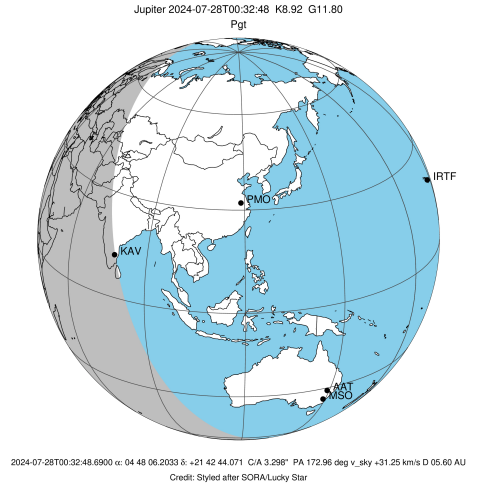 Jupiter 2024-07-28T00:32:48 K8.92 G11.80
Pgt
IRTF
PMO
KAV
AAT
MSO
2024-07-28T00:32:48.6900 α: 04 48 06.2033 δ: +21 42 44.071 C/A 3.298" PA 172.96 deg v_sky +31.25 km/s D 05.60 AU
Credit: Styled after SORA/Lucky Star